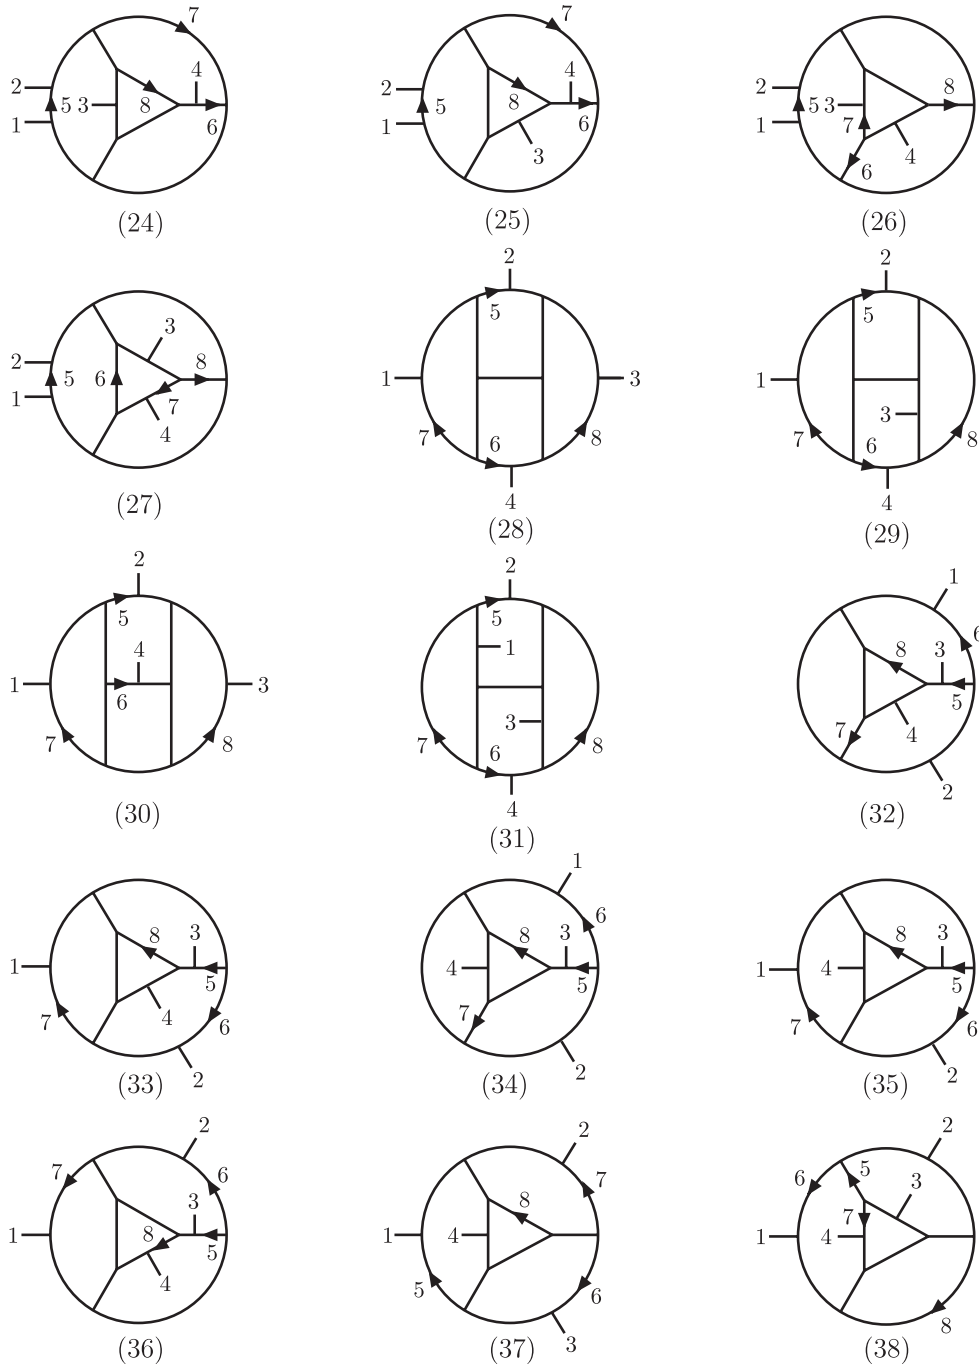 7 7
2 5 3 8 4 2 5 8 4 2 5 3 8
1 6 1 3 6 1 7 6 4
(24) (25) (26)
2 5 6 3 8 2 2
1 7 4 1 5 3 1 5 3
7 6 8 7 6 8
4 4
(27) (28) (29)
2 2 1
1 5 4 3 5 1 8 3 6
7 6 8 7 3 6 8 7 4 5
4 2
(30) (31) (32)
1
1 8 3 4 8 3 6 1 4 8 3
7 4 5 6 7 5 7 5 6
2 2 2
(33) (34) (35)
2 2 2
7 3 6 8 7 6 5 3
1 8 5 1 4 1 4 7
4 5 6 8
3
(36) (37) (38)